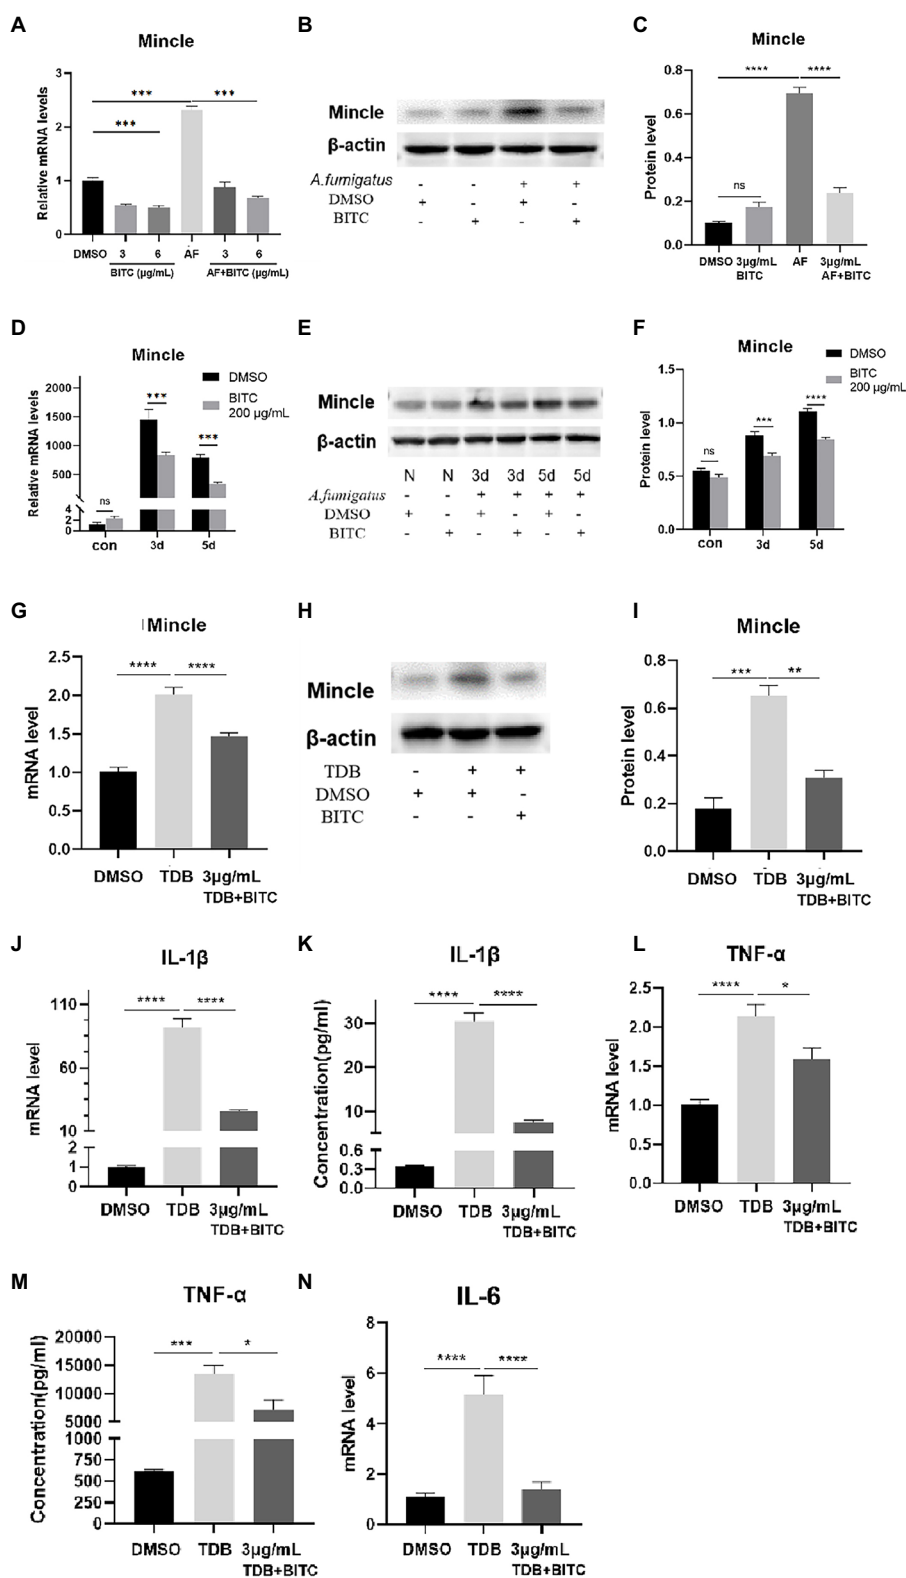 A
Mincle
Relative mRNA levels
3
2
1
0
***
***
***
DMSO 3 6 AF 3 6
BITC (μg/mL) AF+BITC (μg/mL)
B
Mincle
β-actin
A.fumigatus - - + +
DMSO + - + -
BITC - + - +
C
Mincle
Protein level
0.8
0.6
0.4
0.2
0.0
**** ****
ns
DMSO 3μg/mL AF 3μg/mL
BITC AF+BITC
D
Mincle
Relative mRNA levels
2000
1500
1000
500
4
2
0
DMSO
BITC
200 μg/mL
ns
***
***
con 3d 5d
E
Mincle
β-actin
N N 3d 3d 5d 5d
A.fumigatus - - + + + +
DMSO + - + - + -
BITC - + - + - +
F
Mincle
Protein level
1.5
1.0
0.5
0.0
DMSO
BITC
200 μg/mL
ns
***
****
con 3d 5d
G
Mincle
mRNA level
2.5
2.0
1.5
1.0
0.5
0.0
**** ****
DMSO TDB 3μg/mL
TDB+BITC
H
Mincle
β-actin
TDB - + +
DMSO + + -
BITC - - +
I
Mincle
Protein level
0.8
0.6
0.4
0.2
0.0
*** **
DMSO TDB 3μg/mL
TDB+BITC
J
IL-1β
mRNA level
110
60
10
2
1
0
**** ****
DMSO TDB 3μg/mL
TDB+BITC
K
IL-1β
Concentration(pg/ml)
30
20
10
0.6
0.3
0.0
**** ****
DMSO TDB 3μg/mL
TDB+BITC
L
TNF-α
mRNA level
2.5
2.0
1.5
1.0
0.5
0.0
**** *
DMSO TDB 3μg/mL
TDB+BITC
M
TNF-α
Concentration(pg/ml)
20000
15000
10000
5000
1000
750
500
250
0
*** *
DMSO TDB 3μg/mL
TDB+BITC
N
IL-6
mRNA level
8
6
4
2
0
**** ****
DMSO TDB 3μg/mL
TDB+BITC